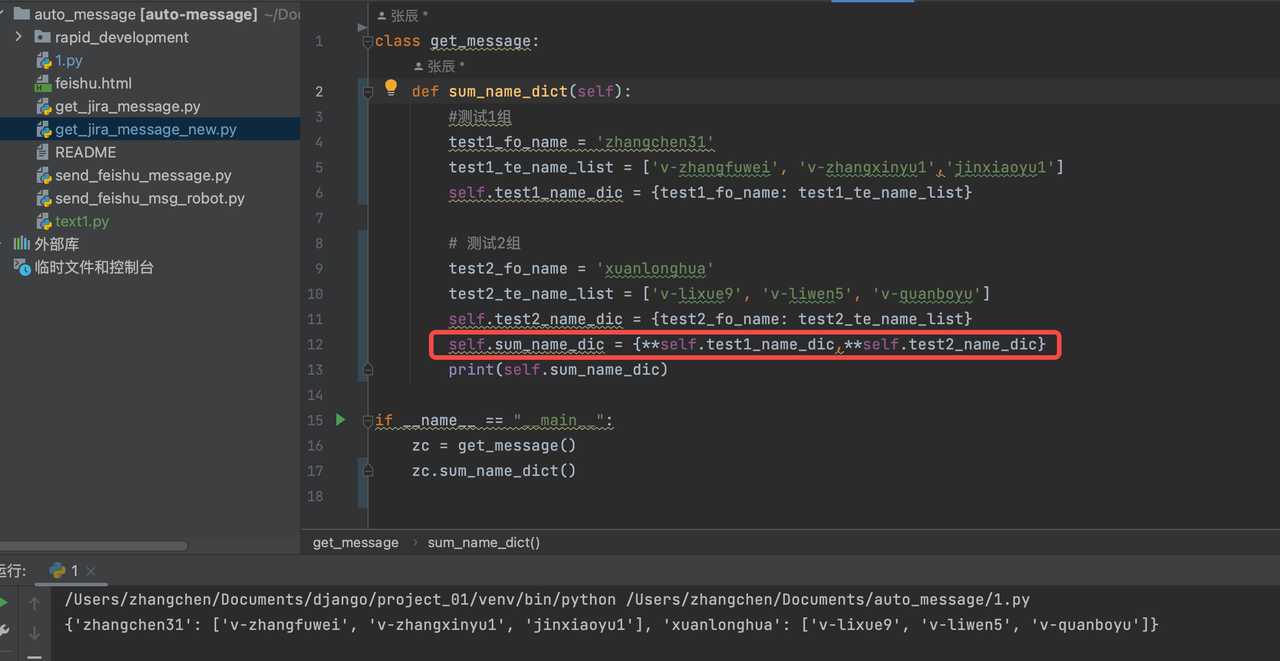 auto_message [auto-message] ~/Doc
rapid_development
1.py
feishu.html
get_jira_message.py
get_jira_message_new.py
README
send_feishu_message.py
send_feishu_msg_robot.py
text1.py
外部库
临时文件和控制台
张辰 *
1 class get_message:
张辰 *
2 def sum_name_dict(self):
3 #测试1组
4 test1_fo_name = 'zhangchen31'
5 test1_te_name_list = ['v-zhangfuwei', 'v-zhangxinyu1','jinxiaoyu1']
6 self.test1_name_dic = {test1_fo_name: test1_te_name_list}
7
8 # 测试2组
9 test2_fo_name = 'xuanlonghua'
10 test2_te_name_list = ['v-lixue9', 'v-liwen5', 'v-quanboyu']
11 self.test2_name_dic = {test2_fo_name: test2_te_name_list}
12 self.sum_name_dic = {**self.test1_name_dic,**self.test2_name_dic}
13 print(self.sum_name_dic)
14
15 if __name__ == "__main__":
16 zc = get_message()
17 zc.sum_name_dict()
18
get_message › sum_name_dict()
运行: 1
/Users/zhangchen/Documents/django/project_01/venv/bin/python /Users/zhangchen/Documents/auto_message/1.py
{'zhangchen31': ['v-zhangfuwei', 'v-zhangxinyu1', 'jinxiaoyu1'], 'xuanlonghua': ['v-lixue9', 'v-liwen5', 'v-quanboyu']}